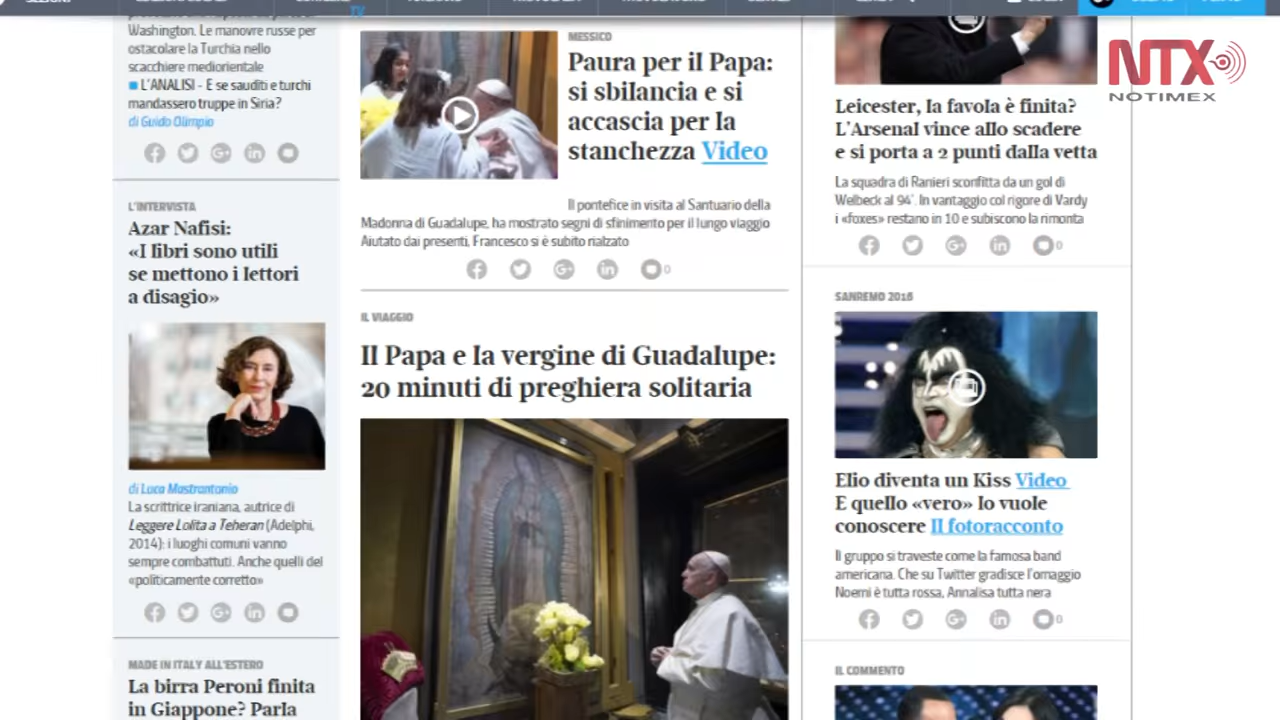 TV
Washington. Le manovre russe per
ostacolare la Turchia nello
scacchiere mediorientale
L'ANALISI - E se sauditi e turchi
mandassero truppe in Siria?
di Guido Olimpio
L'INTERVISTA
Azar Nafisi:
«I libri sono utili
se mettono i lettori
a disagio»
di Luca Mastrantonio
La scrittrice iraniana, autrice di
Leggere Lolita a Teheran (Adelphi,
2014): i luoghi comuni vanno
sempre combattuti. Anche quelli del
«politicamente corretto»
MADE IN ITALY ALL'ESTERO
La birra Peroni finita
in Giappone? Parla
MESSICO
Paura per il Papa:
si sbilancia e si
accascia per la
stanchezza Video
Il pontefice in visita al Santuario della
Madonna di Guadalupe, ha mostrato segni di sfinimento per il lungo viaggio
Aiutato dai presenti, Francesco si è subito rialzato
0
IL VIAGGIO
Il Papa e la vergine di Guadalupe:
20 minuti di preghiera solitaria
NTX
NOTIMEX
Leicester, la favola è finita?
L'Arsenal vince allo scadere
e si porta a 2 punti dalla vetta
La squadra di Ranieri sconfitta da un gol di
Welbeck al 94'. In vantaggio col rigore di Vardy
i «foxes» restano in 10 e subiscono la rimonta
0
SANREMO 2016
Elio diventa un Kiss Video
E quello «vero» lo vuole
conoscere Il fotoracconto
Il gruppo si traveste come la famosa band
americana. Che su Twitter gradisce l'omaggio
Noemi è tutta rossa, Annalisa tutta nera
0
IL COMMENTO